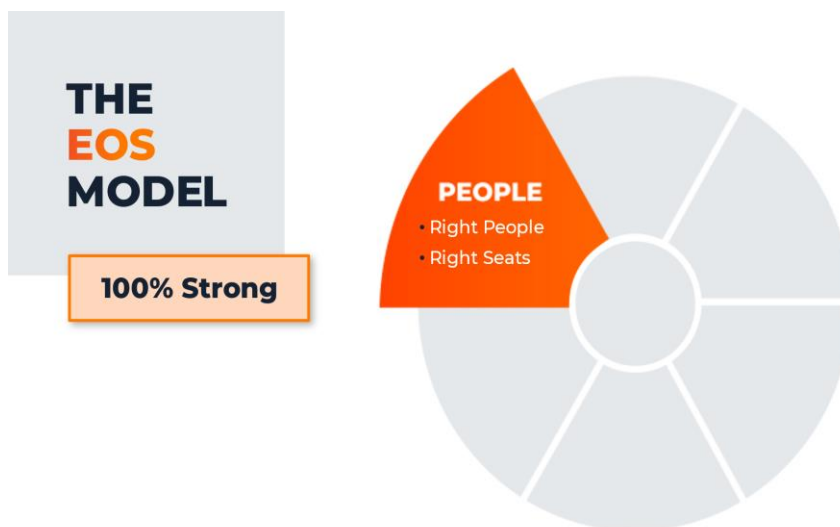 THE
EOS
MODEL
100% Strong
PEOPLE
• Right People
• Right Seats